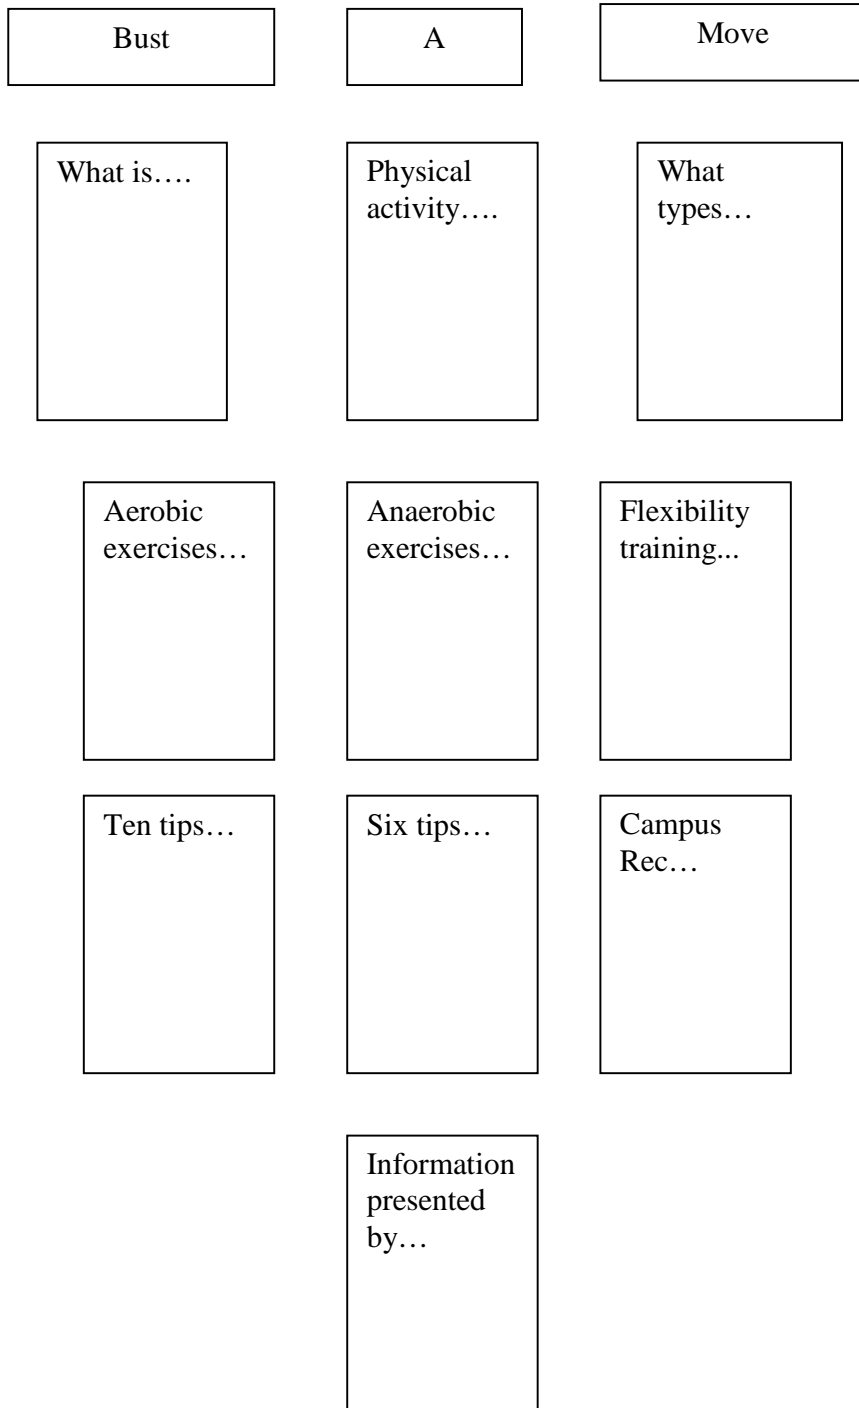 Bust
A
Move
What is….
Physical
activity….
What
types…
Aerobic
exercises…
Anaerobic
exercises…
Flexibility
training...
Ten tips…
Six tips…
Campus
Rec…
Information
presented
by…